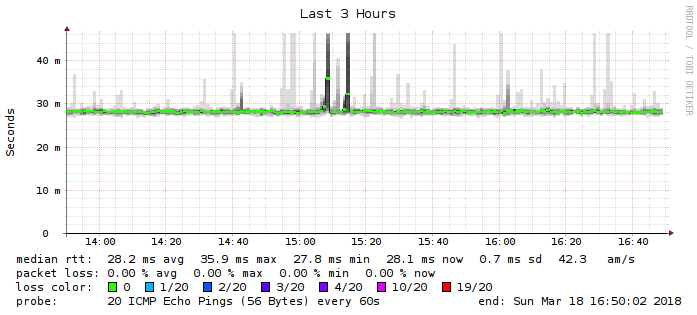 Last 3 Hours
RRDTOOL / TOBI OETIKER
Seconds
40 m
30 m
20 m
10 m
0
14:00 14:20 14:40 15:00 15:20 15:40 16:00 16:20 16:40
median rtt: 28.2 ms avg 35.9 ms max 27.8 ms min 28.1 ms now 0.7 ms sd 42.3 am/s
packet loss: 0.00 % avg 0.00 % max 0.00 % min 0.00 % now
loss color: 0 1/20 2/20 3/20 4/20 10/20 19/20
probe: 20 ICMP Echo Pings (56 Bytes) every 60s end: Sun Mar 18 16:50:02 2018